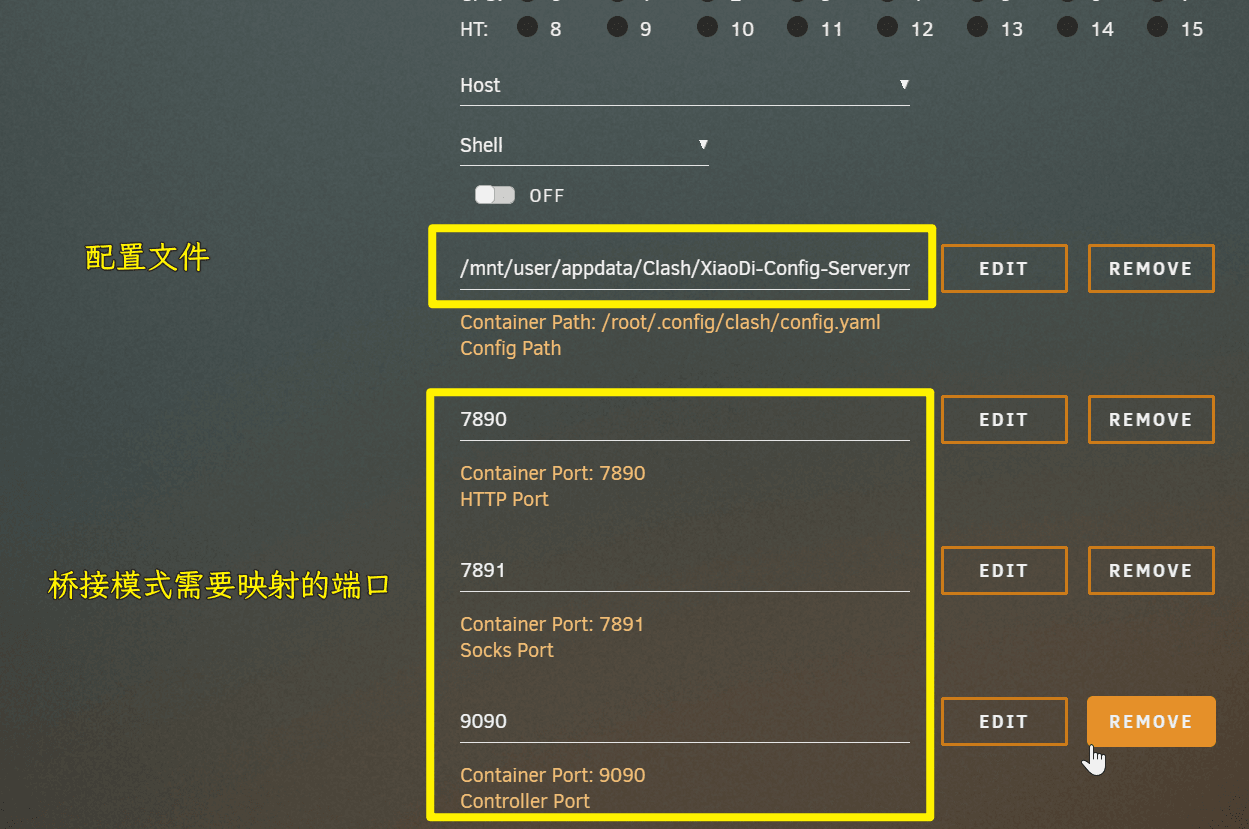 HT: 8 9 10 11 12 13 14 15
Host
Shell
OFF
配置文件
/mnt/user/appdata/Clash/XiaoDi-Config-Server.ym
EDIT REMOVE
Container Path: /root/.config/clash/config.yaml
Config Path
7890
EDIT REMOVE
Container Port: 7890
HTTP Port
桥接模式需要映射的端口
7891
EDIT REMOVE
Container Port: 7891
Socks Port
9090
EDIT REMOVE
Container Port: 9090
Controller Port